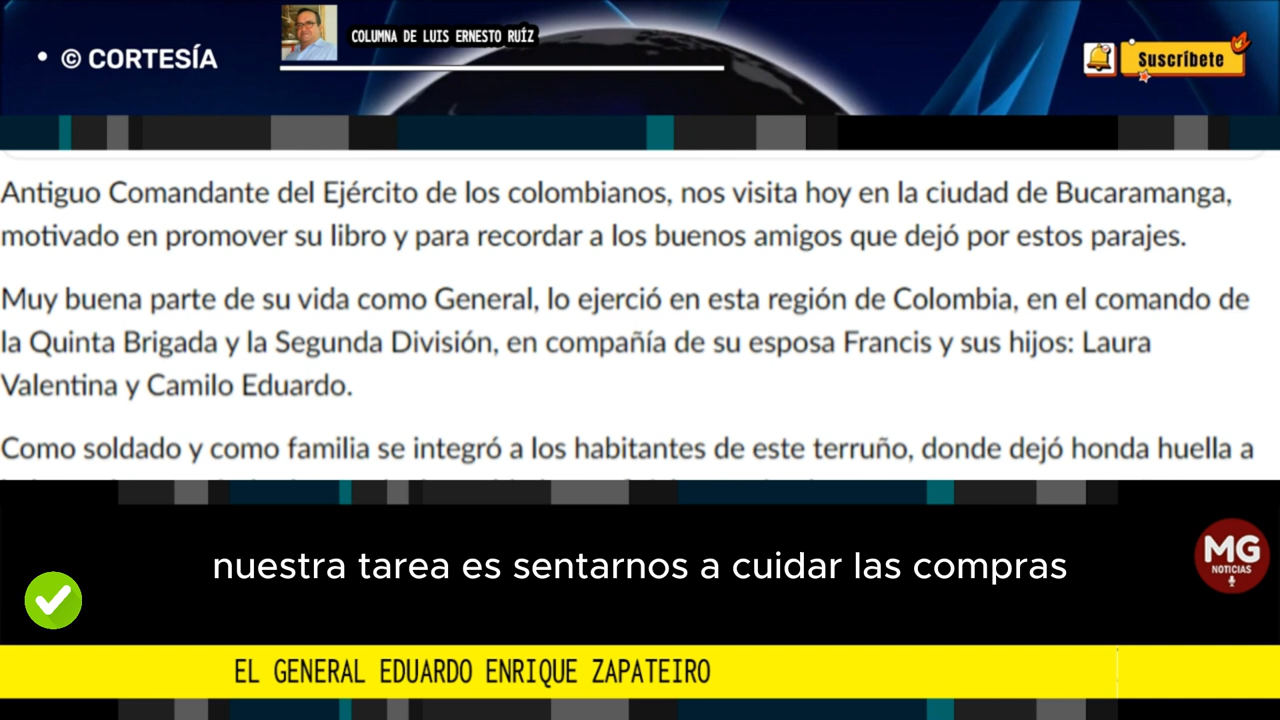 • © CORTESÍA
COLUMNA DE LUIS ERNESTO RUÍZ
Suscríbete
Antiguo Comandante del Ejército de los colombianos, nos visita hoy en la ciudad de Bucaramanga,
motivado en promover su libro y para recordar a los buenos amigos que dejó por estos parajes.
Muy buena parte de su vida como General, lo ejerció en esta región de Colombia, en el comando de
la Quinta Brigada y la Segunda División, en compañía de su esposa Francis y sus hijos: Laura
Valentina y Camilo Eduardo.
Como soldado y como familia se integró a los habitantes de este terruño, donde dejó honda huella a
nuestra tarea es sentarnos a cuidar las compras
MG
NOTICIAS
EL GENERAL EDUARDO ENRIQUE ZAPATEIRO